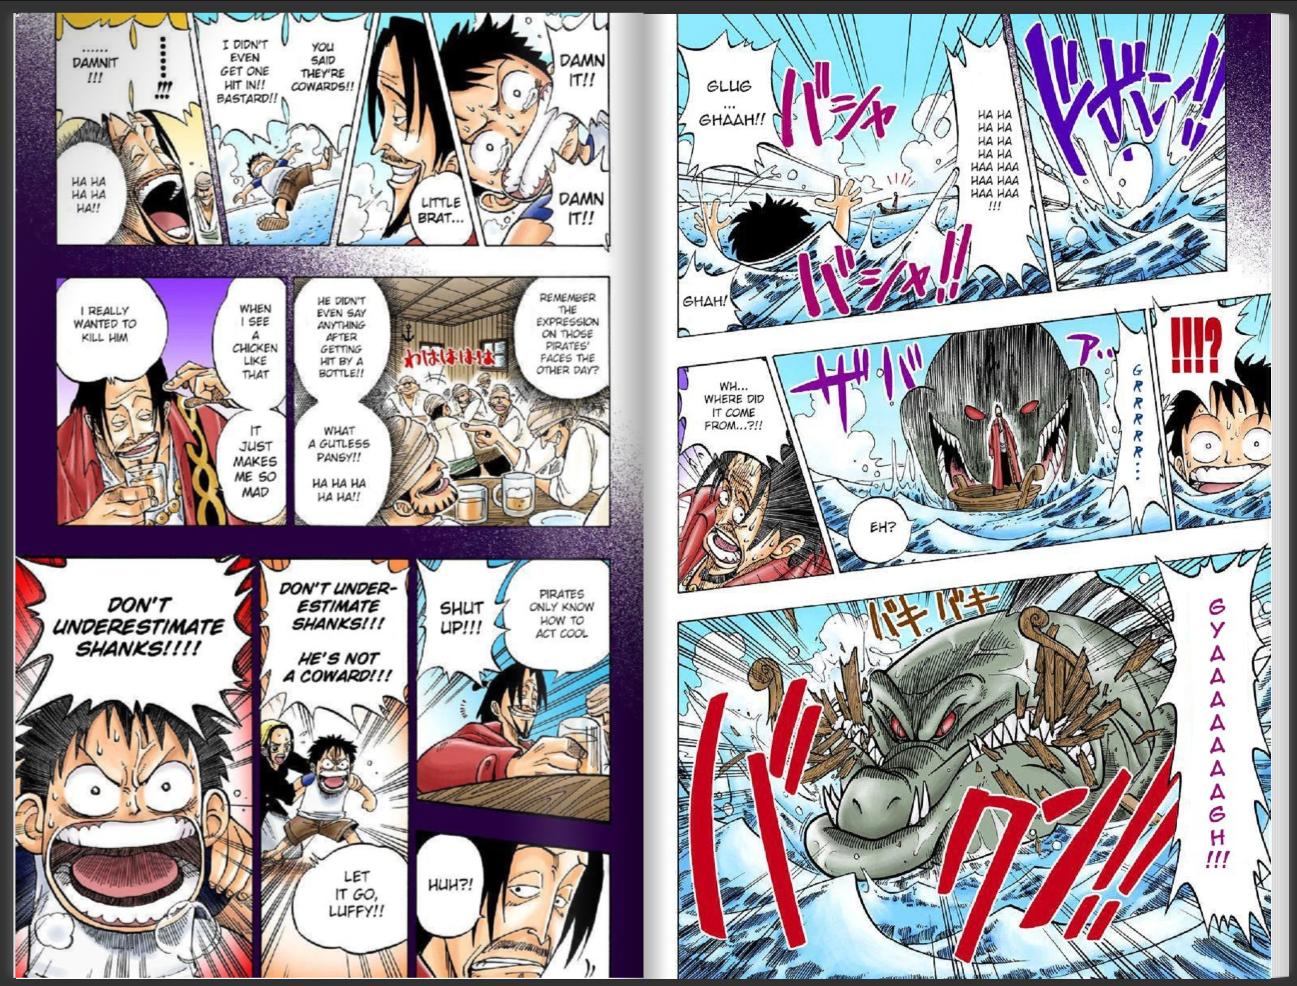 DAMN
IT!!
DAMN
IT!!
LITTLE
BRAT...
YOU
SAID
THEY'RE
COWARDS!!
I DIDN'T
EVEN
GET ONE
HIT IN!!
BASTARD!!
.......!!!
......
DAMNIT
!!!
HA HA
HA HA
HA!!
REMEMBER
THE
EXPRESSION
ON THOSE
PIRATES'
FACES THE
OTHER DAY?
わはははは
HE DIDN'T
EVEN SAY
ANYTHING
AFTER
GETTING
HIT BY A
BOTTLE!!
WHAT
A GUTLESS
PANSY!!
HA HA HA
HA HA!!
WHEN
I SEE
A
CHICKEN
LIKE
THAT
IT
JUST
MAKES
ME SO
MAD
I REALLY
WANTED TO
KILL HIM
PIRATES
ONLY KNOW
HOW TO
ACT COOL
SHUT
UP!!!
HUH?!
DON'T UNDER-
ESTIMATE
SHANKS!!!
HE'S NOT
A COWARD!!!
LET
IT GO,
LUFFY!!
DON'T
UNDERESTIMATE
SHANKS!!!!
ドザン!!
HA HA
HA HA
HA HA
HA HA
HAA HAA
HAA HAA
HAA HAA
!!!
バシャ
GLUG
...
GHAAH!!
バシャ!!
GHAH!
!!!?
GRRRR...
ア..
ザバ
EH?
WH...
WHERE DID
IT COME
FROM...?!!
GYAAAAAAAAGH!!!
バキバキ
バクン!!